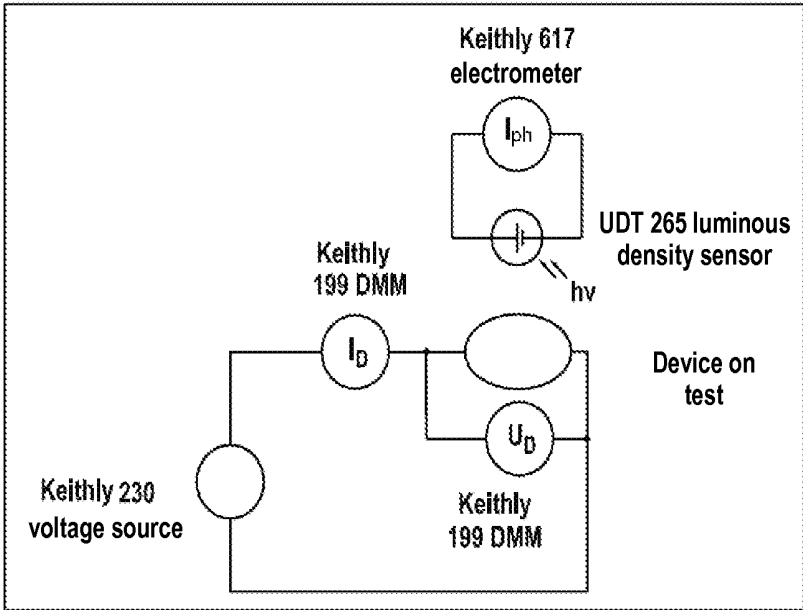 Keithly 617
electrometer
Iph
UDT 265 luminous
density sensor
hv
Keithly
199 DMM
ID
Device on
test
UD
Keithly 230
voltage source
Keithly
199 DMM